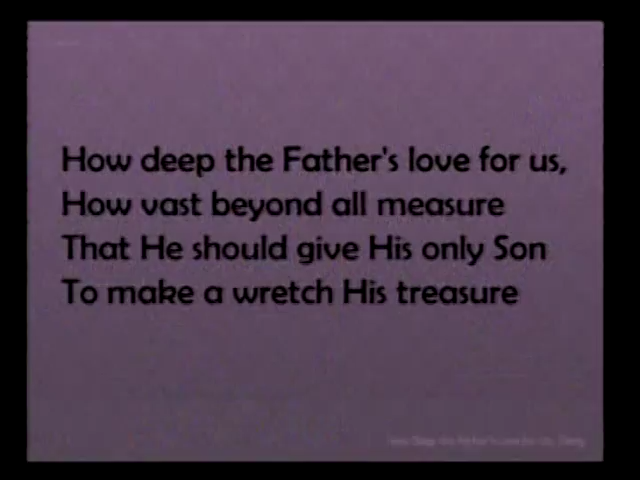 How deep the Father's love for us,
How vast beyond all measure
That He should give His only Son
To make a wretch His treasure